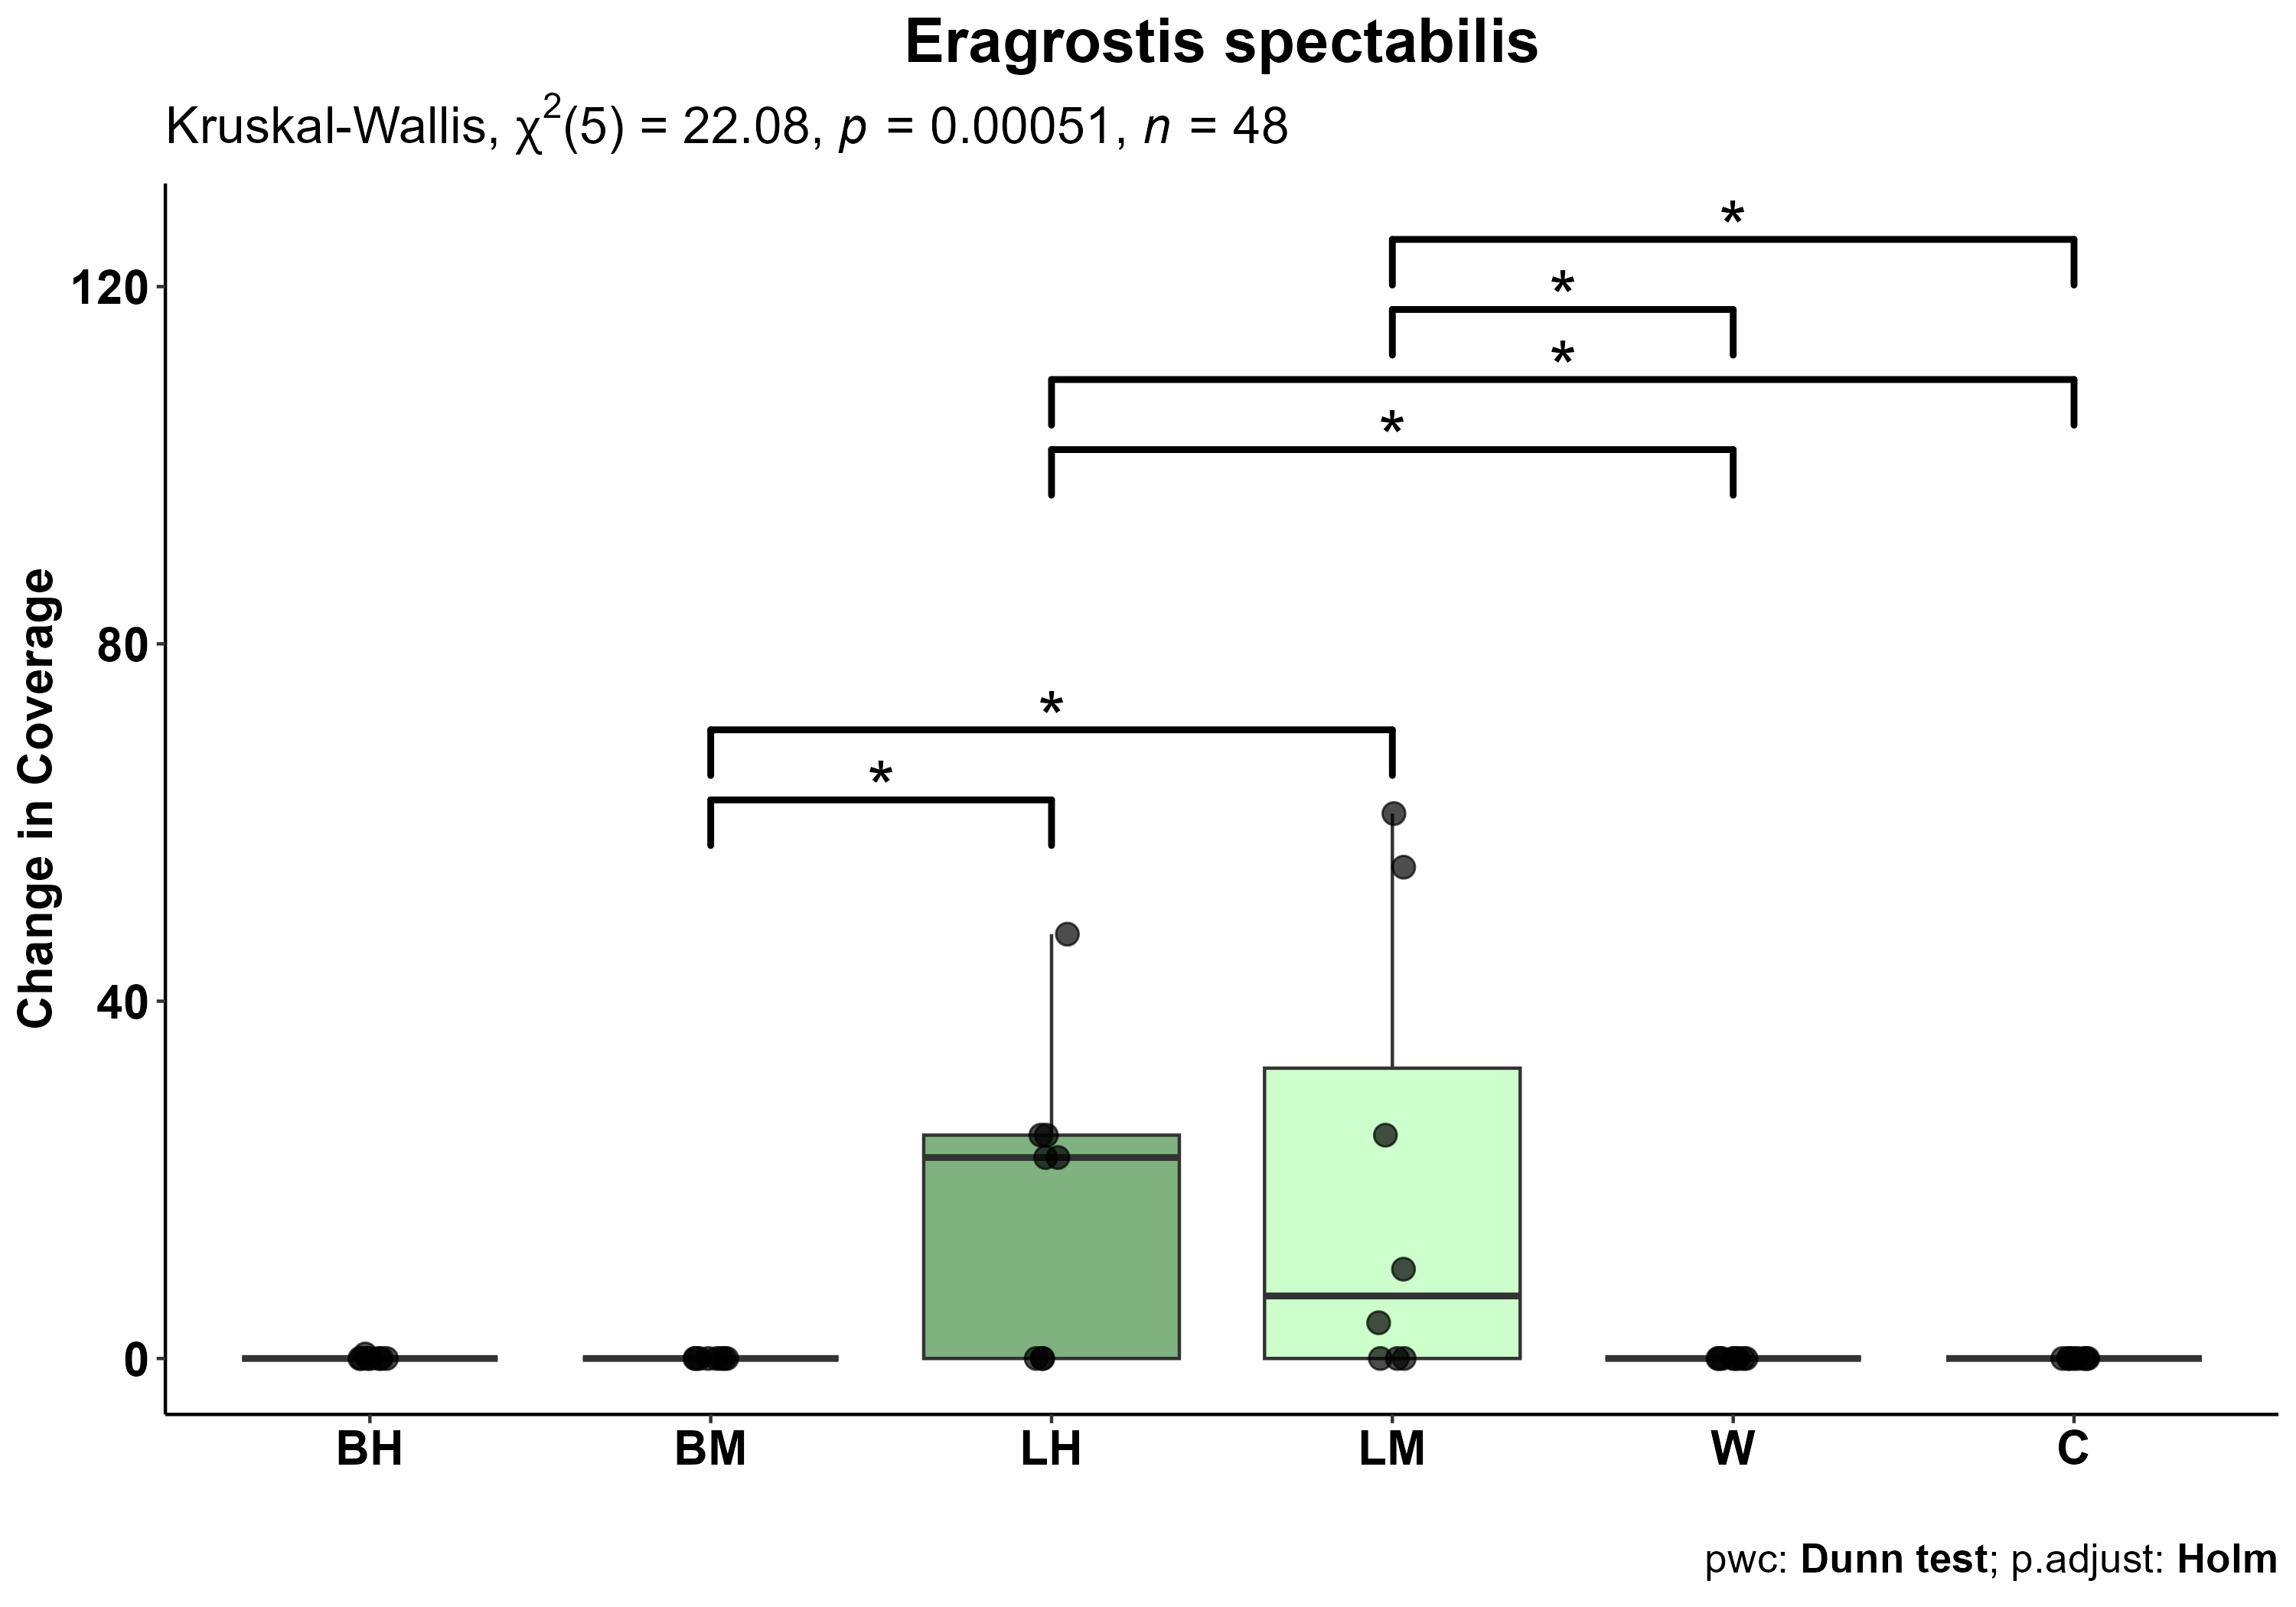 Eragrostis spectabilis
Kruskal-Wallis, χ²(5) = 22.08, p = 0.00051, n = 48
*
120
*
*
*
80
*
*
Change in Coverage
40
0
BH BM LH LM W C
pwc: Dunn test; p.adjust: Holm